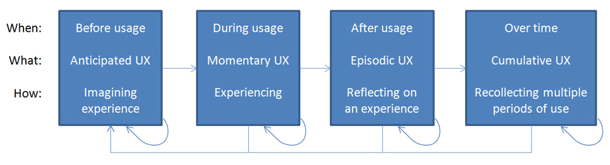 When: Before usage During usage After usage Over time
What: Anticipated UX Momentary UX Episodic UX Cumulative UX
How: Imagining experience Experiencing Reflecting on an experience Recollecting multiple periods of use